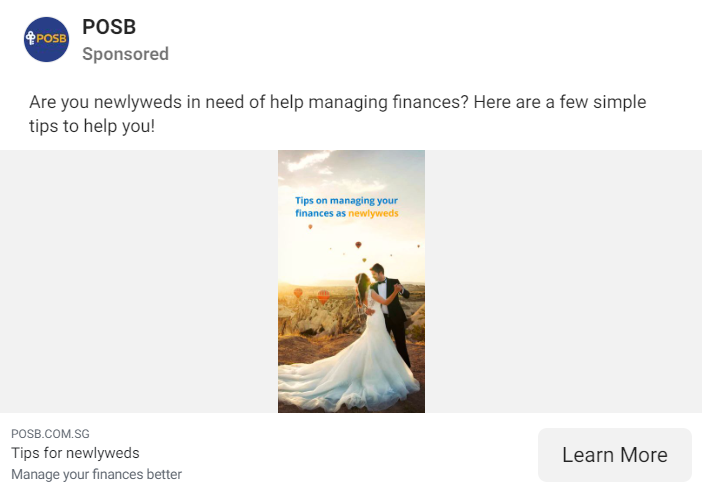 POSB
POSB
Sponsored
Are you newlyweds in need of help managing finances? Here are a few simple
tips to help you!
Tips on managing your
finances as newlyweds
POSB.COM.SG
Tips for newlyweds
Manage your finances better
Learn More